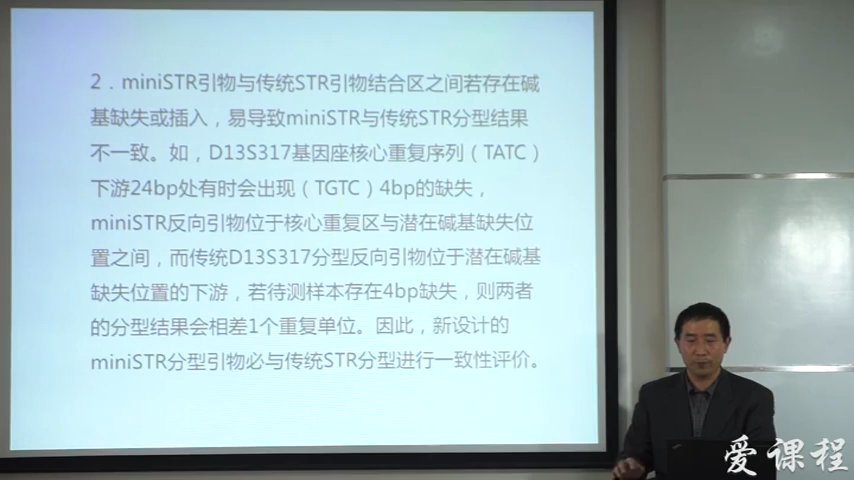 2．miniSTR引物与传统STR引物结合区之间若存在碱
基缺失或插入，易导致miniSTR与传统STR分型结果
不一致。如，D13S317基因座核心重复序列（TATC）
下游24bp处有时会出现（TGTC）4bp的缺失，
miniSTR反向引物位于核心重复区与潜在碱基缺失位
置之间，而传统D13S317分型反向引物位于潜在碱基
缺失位置的下游，若待测样本存在4bp缺失，则两者
的分型结果会相差1个重复单位。因此，新设计的
miniSTR分型引物必与传统STR分型进行一致性评价。
爱课程